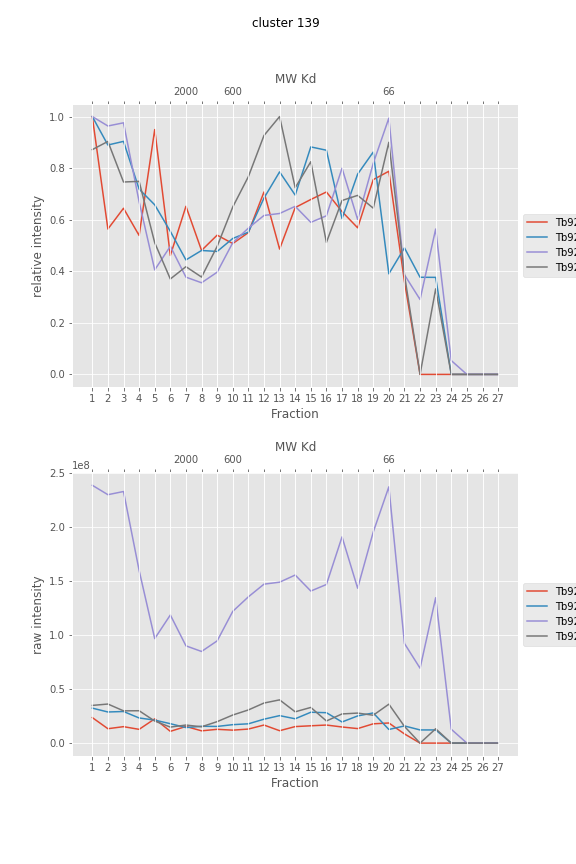 cluster 139
MW Kd
2000 600 66
1.0
0.8
0.6
0.4
0.2
0.0
relative intensity
1 2 3 4 5 6 7 8 9 10 11 12 13 14 15 16 17 18 19 20 21 22 23 24 25 26 27
Fraction
Tb92
Tb92
Tb92
Tb92
MW Kd
2000 600 66
1e8
2.5
2.0
1.5
1.0
0.5
0.0
raw intensity
1 2 3 4 5 6 7 8 9 10 11 12 13 14 15 16 17 18 19 20 21 22 23 24 25 26 27
Fraction
Tb92
Tb92
Tb92
Tb92